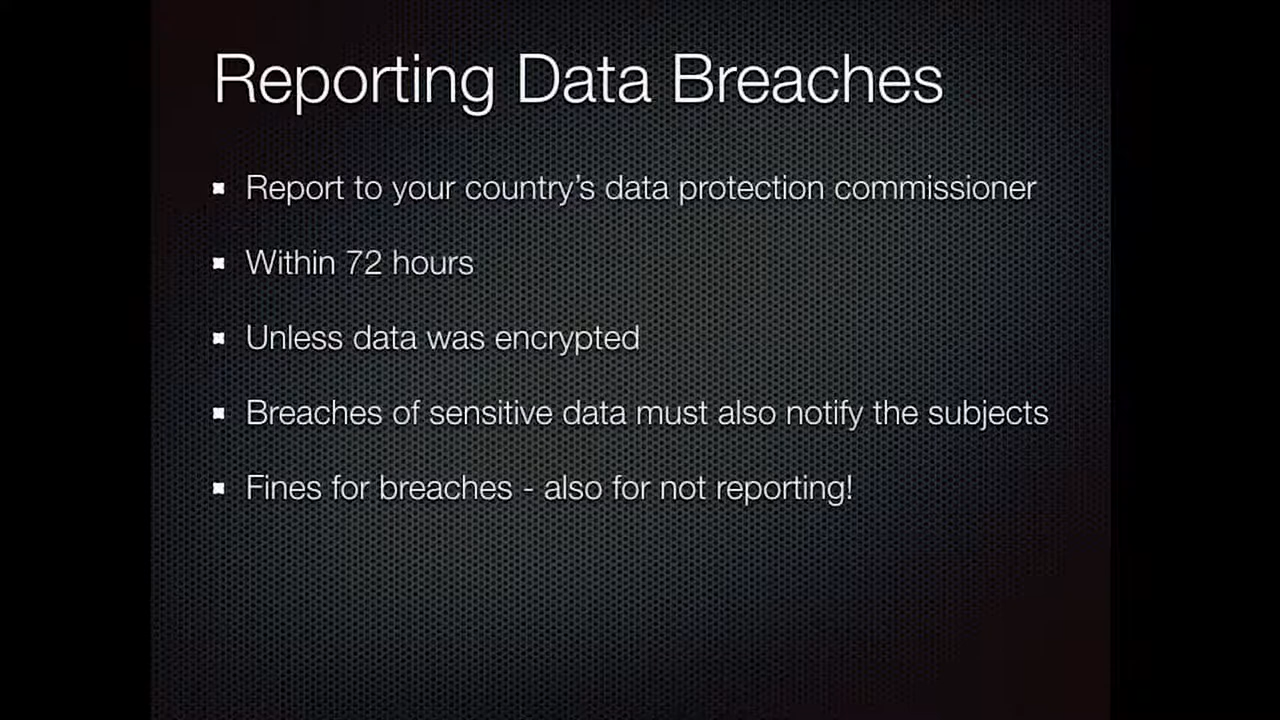 Reporting Data Breaches
Report to your country's data protection commissioner
Within 72 hours
Unless data was encrypted
Breaches of sensitive data must also notify the subjects
Fines for breaches - also for not reporting!